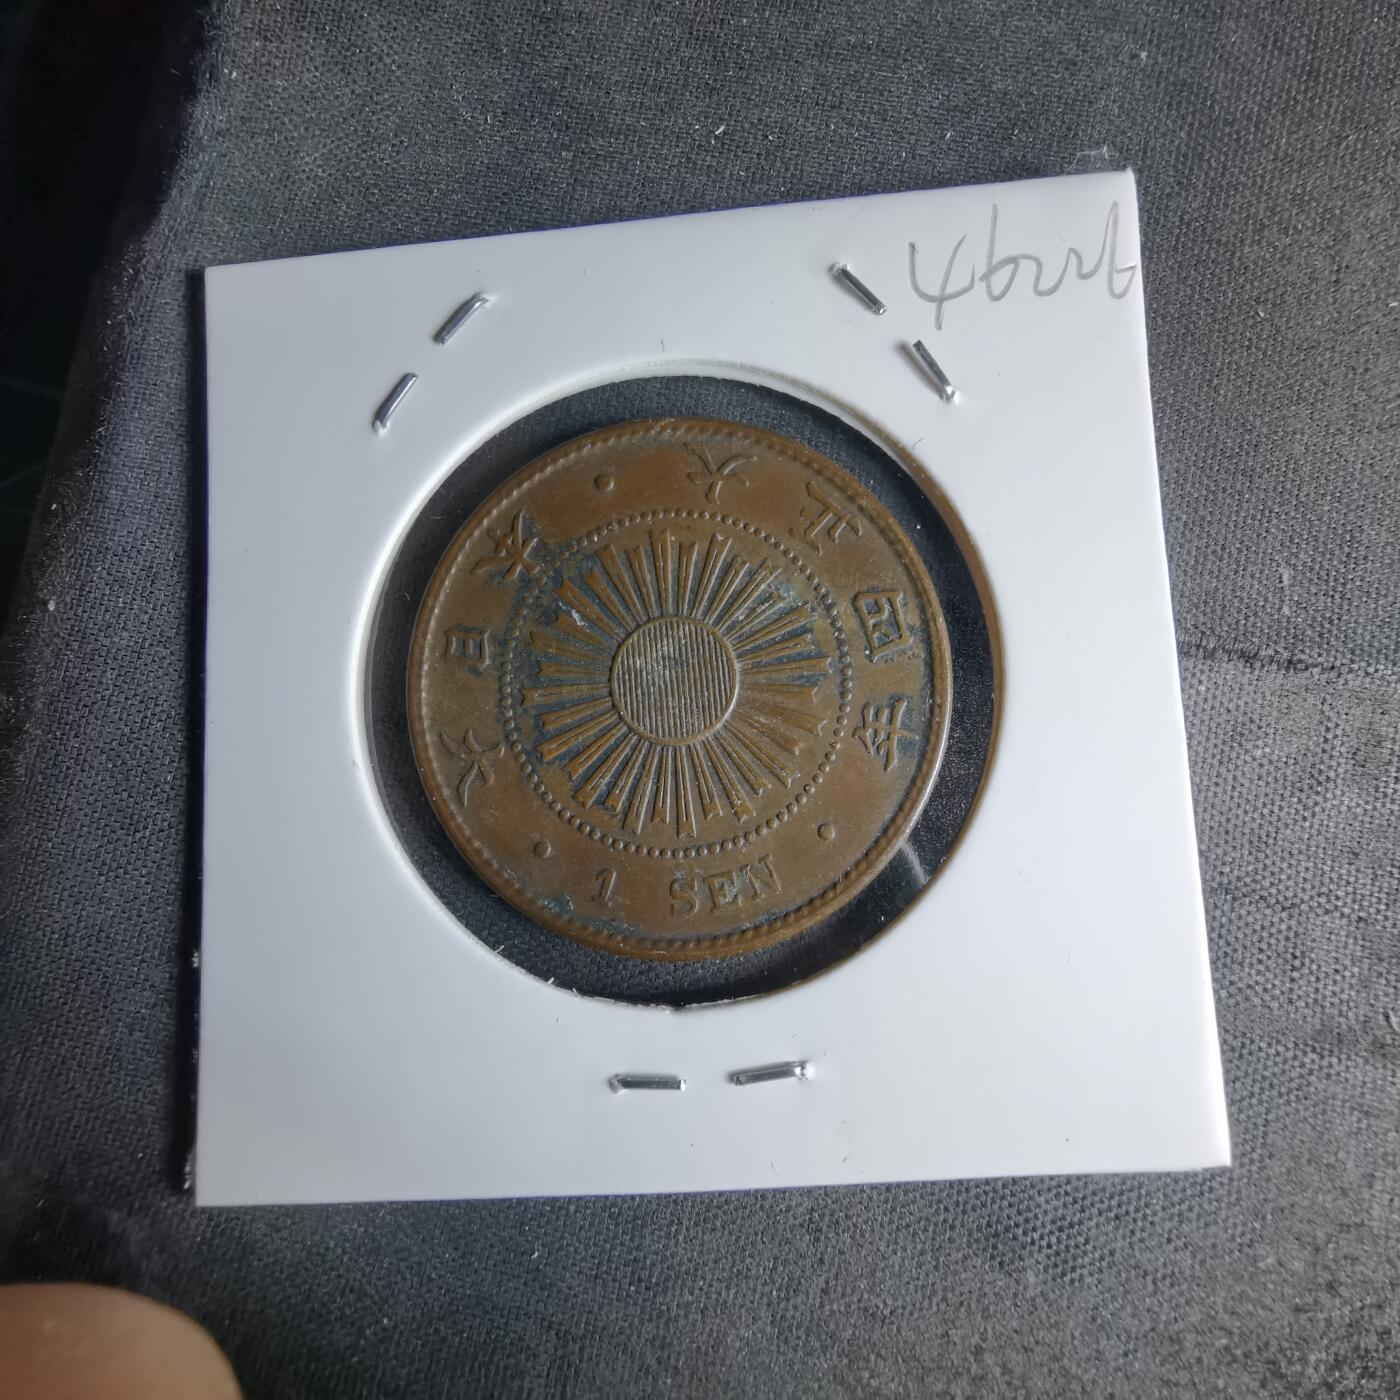 大日本 · 大正四年 ·
1 SEN ·